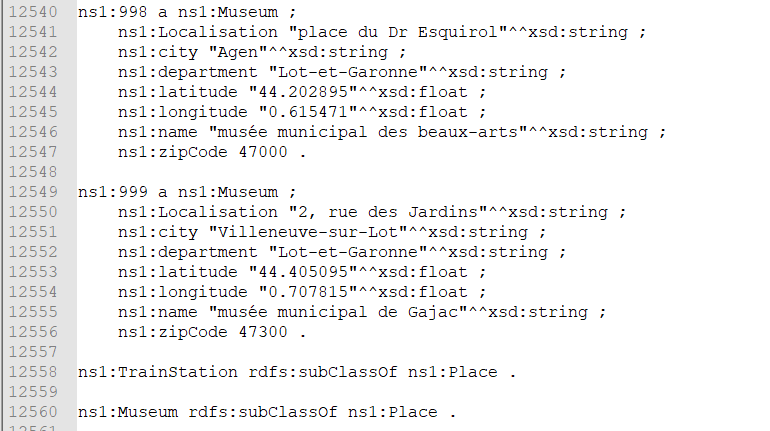 12540 ns1:998 a ns1:Museum ;
12541     ns1:Localisation "place du Dr Esquirol"^^xsd:string ;
12542     ns1:city "Agen"^^xsd:string ;
12543     ns1:department "Lot-et-Garonne"^^xsd:string ;
12544     ns1:latitude "44.202895"^^xsd:float ;
12545     ns1:longitude "0.615471"^^xsd:float ;
12546     ns1:name "musée municipal des beaux-arts"^^xsd:string ;
12547     ns1:zipCode 47000 .
12548
12549 ns1:999 a ns1:Museum ;
12550     ns1:Localisation "2, rue des Jardins"^^xsd:string ;
12551     ns1:city "Villeneuve-sur-Lot"^^xsd:string ;
12552     ns1:department "Lot-et-Garonne"^^xsd:string ;
12553     ns1:latitude "44.405095"^^xsd:float ;
12554     ns1:longitude "0.707815"^^xsd:float ;
12555     ns1:name "musée municipal de Gajac"^^xsd:string ;
12556     ns1:zipCode 47300 .
12557
12558 ns1:TrainStation rdfs:subClassOf ns1:Place .
12559
12560 ns1:Museum rdfs:subClassOf ns1:Place .